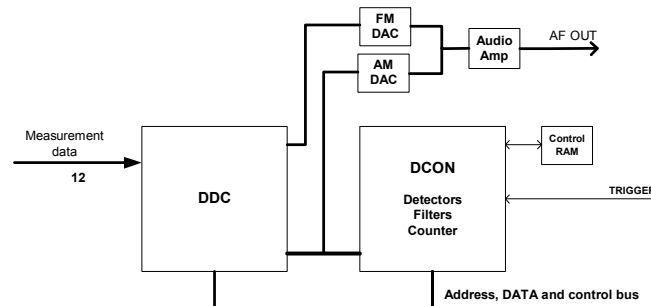 FM
DAC
AM
DAC
Audio
Amp
AF OUT
Measurement
data
12
DDC
DCON
Detectors
Filters
Counter
Control
RAM
TRIGGER
Address, DATA and control bus